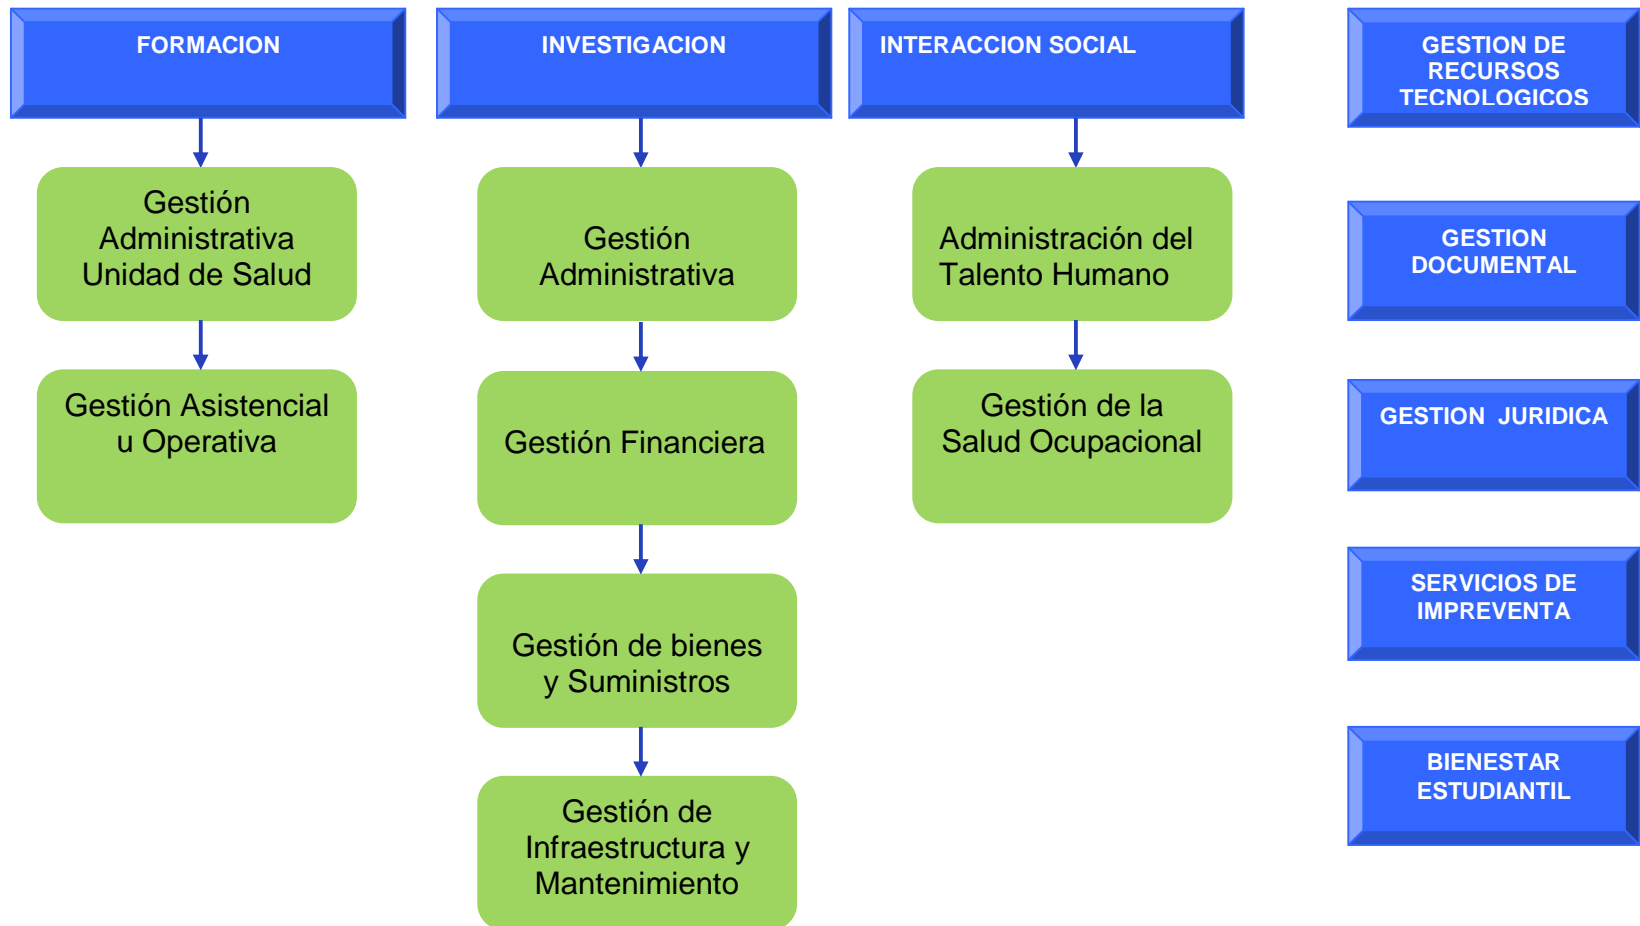 FORMACION
Gestión
Administrativa
Unidad de Salud
Gestión Asistencial
u Operativa
INVESTIGACION
Gestión
Administrativa
Gestión Financiera
Gestión de bienes
y Suministros
Gestión de
Infraestructura y
Mantenimiento
INTERACCION SOCIAL
Administración del
Talento Humano
Gestión de la
Salud Ocupacional
GESTION DE
RECURSOS
TECNOLOGICOS
GESTION
DOCUMENTAL
GESTION  JURIDICA
SERVICIOS DE
IMPREVENTA
BIENESTAR
ESTUDIANTIL